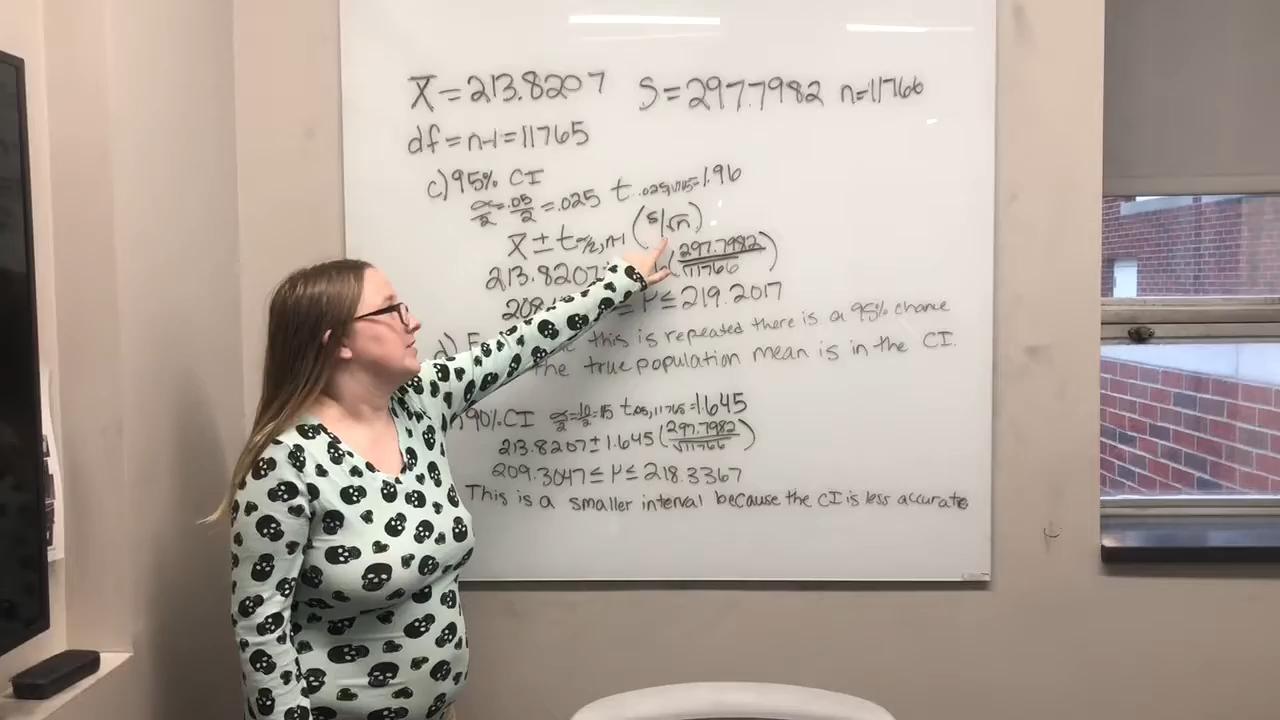 X̄ = 213.8207 S = 297.7982 n = 11766
df = n-1 = 11765
c) 95% CI
α/2 = .05/2 = .025 t .025, 11765 = 1.96
X̄ ± t α/2, n-1 (s/√n)
213.8207 (297.7982/√11766)
208. ≤ μ ≤ 219.2017
d) this is repeated there is a 95% chance
the true population mean is in the CI.
90% CI α/2 = .10/2 = .05 t .05, 11765 = 1.645
213.8207 ± 1.645 (297.7982/√11766)
209.3047 ≤ μ ≤ 218.3367
This is a smaller interval because the CI is less accurate